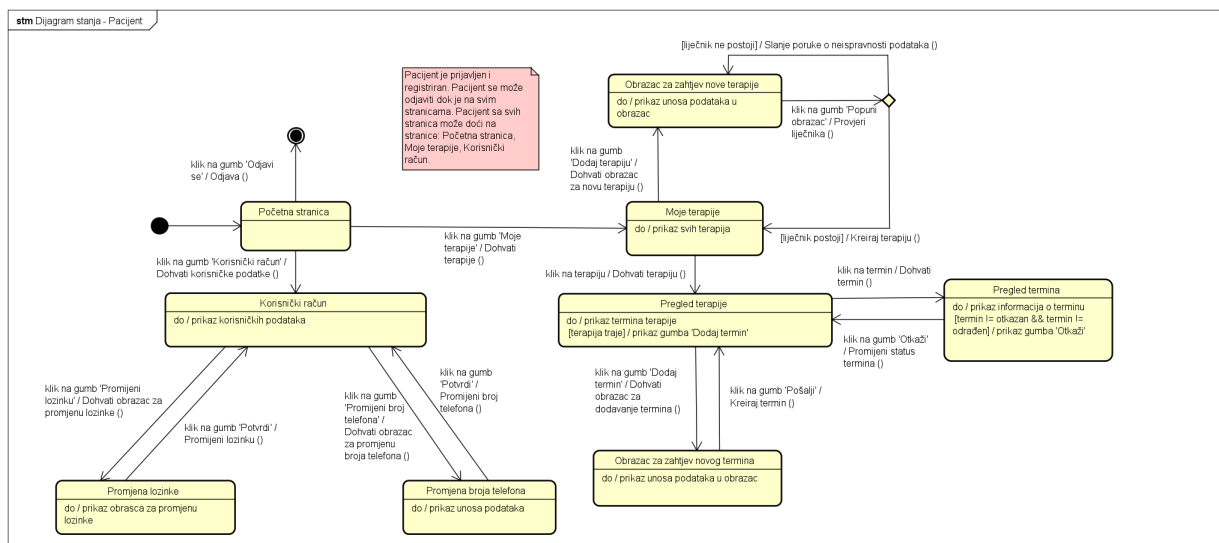 stm Dijagram stanja - Pacijent
[liječnik ne postoji] / Slanje poruke o neispravnosti podataka ()
Pacijent je prijavljen i
registriran. Pacijent se može
odjaviti dok je na svim
stranicama. Pacijent sa svih
stranica može doći na
stranice: Početna stranica,
Moje terapije, Korisnički
račun.
Obrazac za zahtjev nove terapije
do / prikaz unosa podataka u
obrazac
klik na gumb 'Popuni
obrazac' / Provjeri
liječnika ()
klik na gumb
'Dodaj terapiju' /
Dohvati obrazac
za novu terapiju ()
klik na gumb 'Odjavi
se' / Odjava ()
Početna stranica
Moje terapije
do / prikaz svih terapija
klik na gumb 'Moje
terapije' / Dohvati
terapije ()
[liječnik postoji] / Kreiraj terapiju ()
klik na gumb 'Korisnički račun' /
Dohvati korisničke podatke ()
klik na terapiju / Dohvati terapiju ()
klik na termin / Dohvati
termin ()
Korisnički račun
do / prikaz korisničkih podataka
Pregled terapije
do / prikaz termina terapije
[terapija traje] / prikaz gumba 'Dodaj termin'
Pregled termina
do / prikaz informacija o terminu
[termin != otkazan && termin !=
odrađen] / prikaz gumba 'Otkaži'
klik na gumb 'Otkaži'
/ Promijeni status
termina ()
klik na gumb 'Promijeni
lozinku' / Dohvati obrazac za
promjenu lozinke ()
klik na gumb 'Potvrdi' /
Promijeni lozinku ()
klik na gumb
'Promijeni broj
telefona' /
Dohvati obrazac
za promjenu
broja telefona ()
klik na gumb
'Potvrdi' /
Promijeni broj
telefona ()
klik na gumb 'Dodaj
termin' / Dohvati
obrazac za
dodavanje termina ()
klik na gumb 'Pošalji' /
Kreiraj termin ()
Promjena lozinke
do / prikaz obrasca za promjenu
lozinke
Promjena broja telefona
do / prikaz unosa podataka
Obrazac za zahtjev novog termina
do / prikaz unosa podataka u obrazac